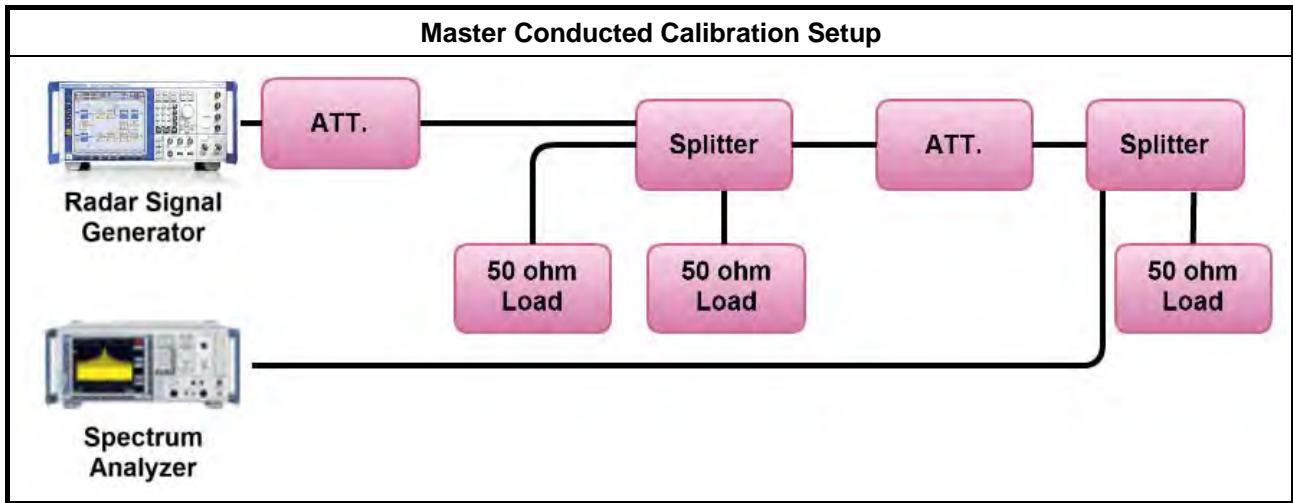 Master Conducted Calibration Setup
ATT.
Splitter
ATT.
Splitter
Radar Signal
Generator
50 ohm
Load
50 ohm
Load
50 ohm
Load
Spectrum
Analyzer